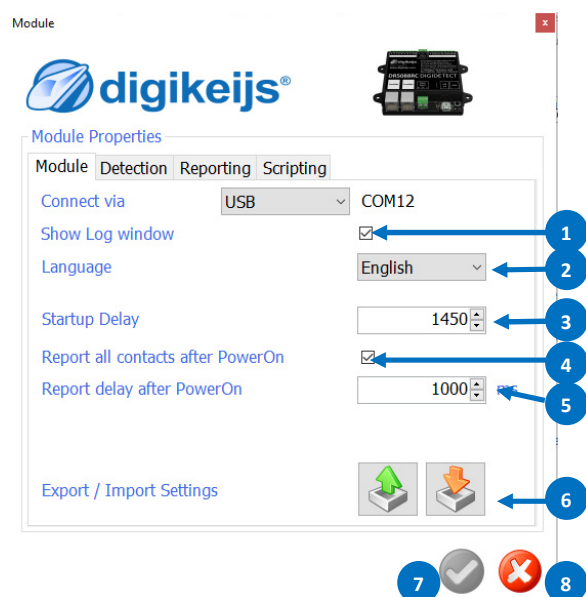 Module
x
digikeijs®
DR5088RC DIGIDETECT
Module Properties
Module Detection Reporting Scripting
Connect via USB COM12
Show Log window 1
Language English 2
Startup Delay 1450 3
Report all contacts after PowerOn 4
Report delay after PowerOn 1000 ms 5
Export / Import Settings 6
7 8